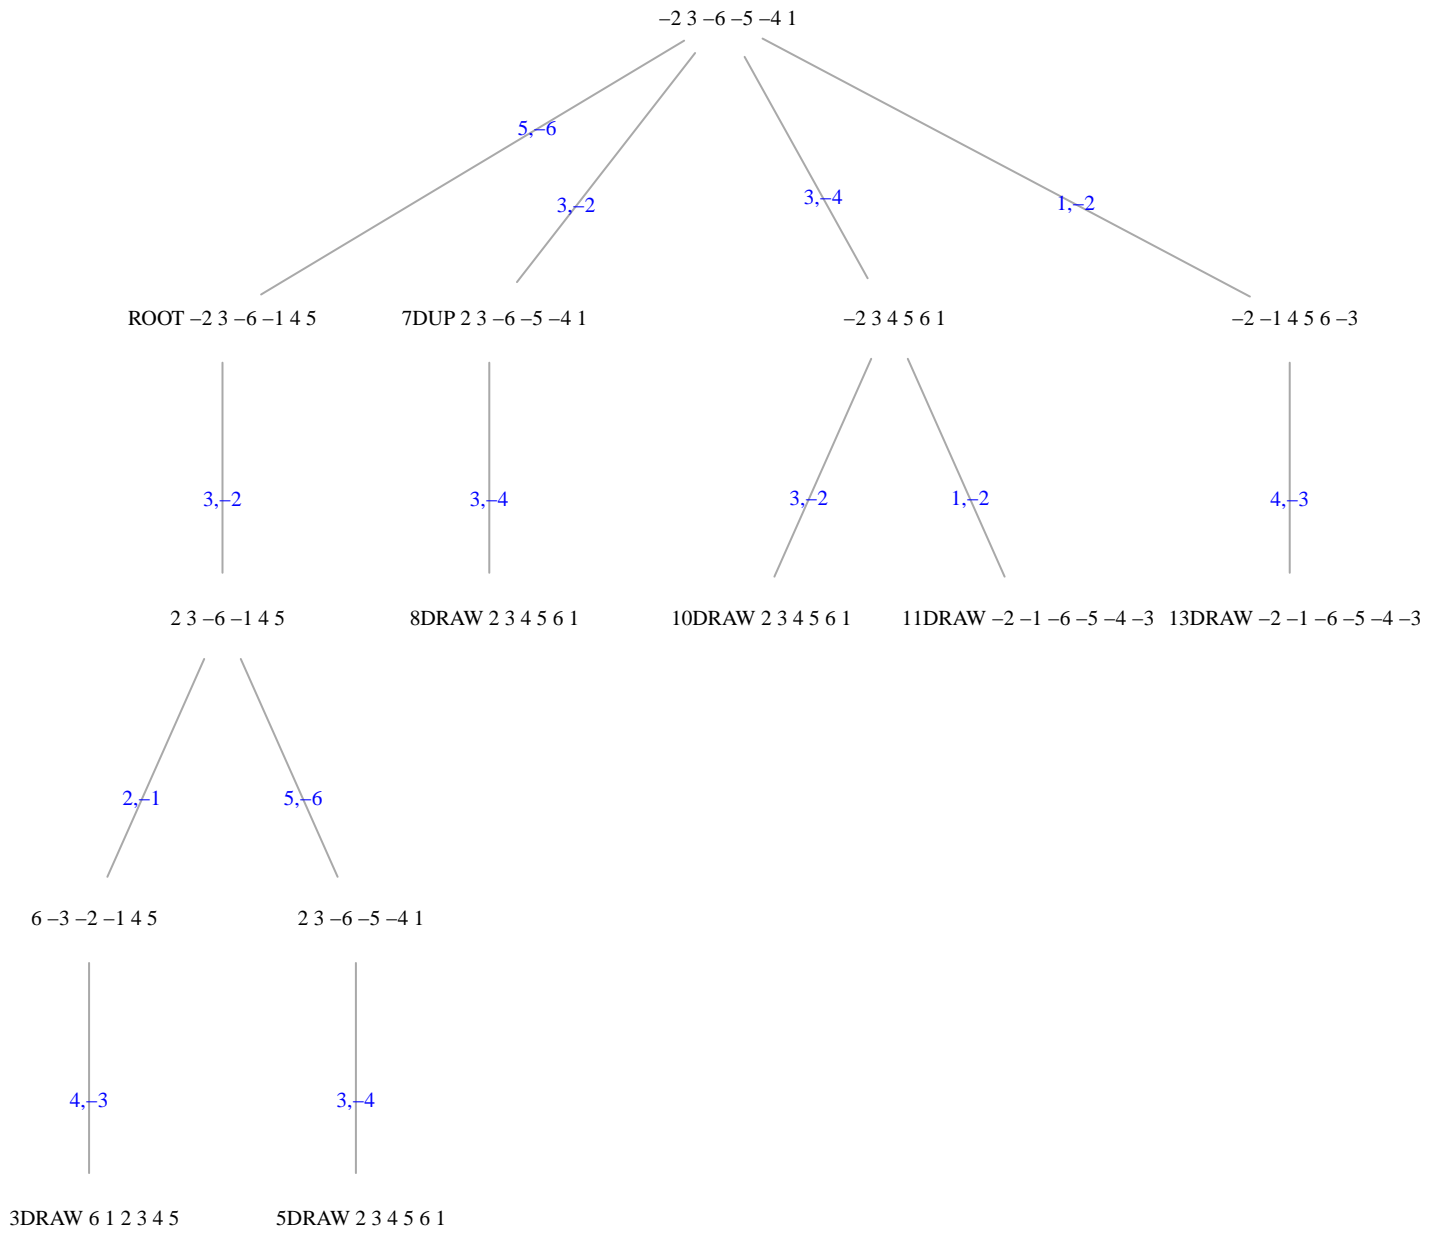 –2 3 –6 –5 –4 1
5,–6
3,–2
3,–4
1,–2
ROOT –2 3 –6 –1 4 5
7DUP 2 3 –6 –5 –4 1
–2 3 4 5 6 1
–2 –1 4 5 6 –3
3,–2
3,–4
3,–2
1,–2
4,–3
2 3 –6 –1 4 5
8DRAW 2 3 4 5 6 1
10DRAW 2 3 4 5 6 1
11DRAW –2 –1 –6 –5 –4 –3
13DRAW –2 –1 –6 –5 –4 –3
2,–1
5,–6
6 –3 –2 –1 4 5
2 3 –6 –5 –4 1
4,–3
3,–4
3DRAW 6 1 2 3 4 5
5DRAW 2 3 4 5 6 1